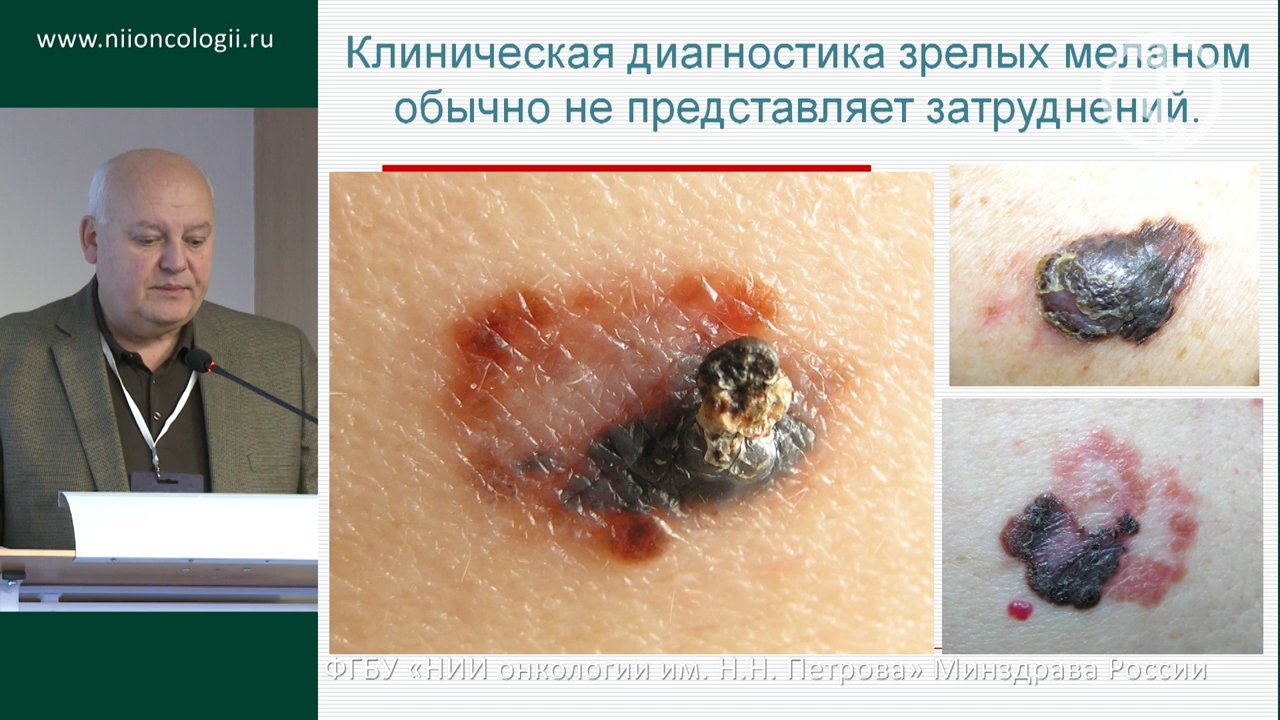 www.niioncologii.ru
Клиническая диагностика зрелых меланом
обычно не представляет затруднений.
ФГБУ «НИИ онкологии им. Н.Н. Петрова» Минздрава России